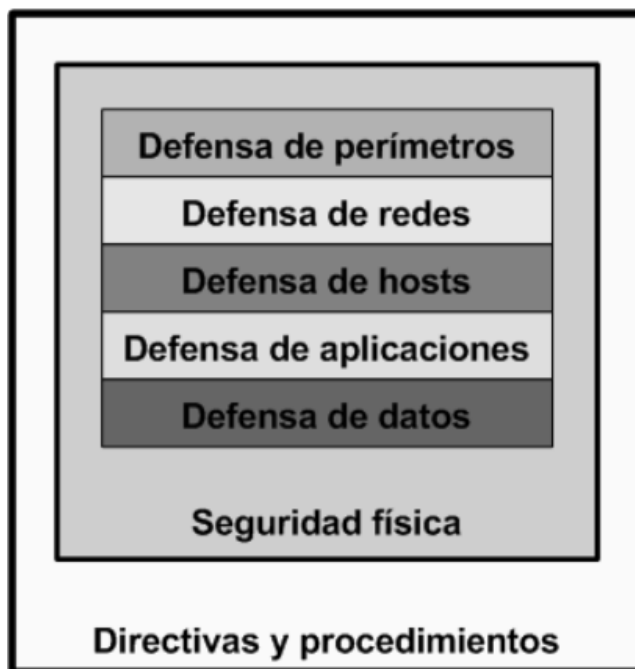 Defensa de perímetros
Defensa de redes
Defensa de hosts
Defensa de aplicaciones
Defensa de datos
Seguridad física
Directivas y procedimientos